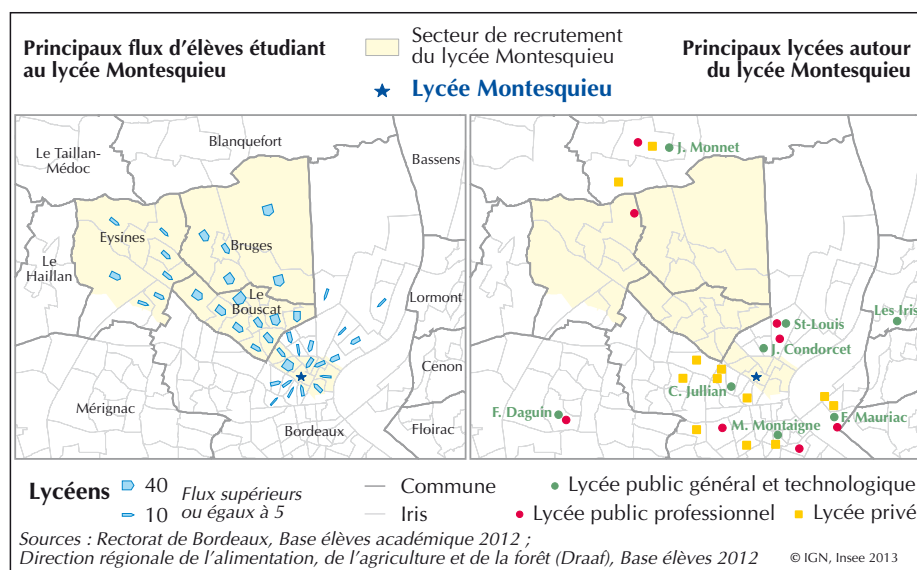 Principaux flux d'élèves étudiant
au lycée Montesquieu
Secteur de recrutement
du lycée Montesquieu
Lycée Montesquieu
Principaux lycées autour
du lycée Montesquieu
Le Taillan-
Médoc
Blanquefort
Bassens
Eysines
Bruges
Le
Haillan
Le
Bouscat
Lormont
Cenon
Mérignac
Bordeaux
Floirac
J. Monnet
Les Iris
St-Louis
J. Condorcet
C. Jullian
F. Daguin
M. Montaigne
F. Mauriac
Lycéens
40
10
Flux supérieurs
ou égaux à 5
Commune
Iris
Lycée public général et technologique
Lycée public professionnel
Lycée privé
Sources : Rectorat de Bordeaux, Base élèves académique 2012 ;
Direction régionale de l'alimentation, de l'agriculture et de la forêt (Draaf), Base élèves 2012
© IGN, Insee 2013